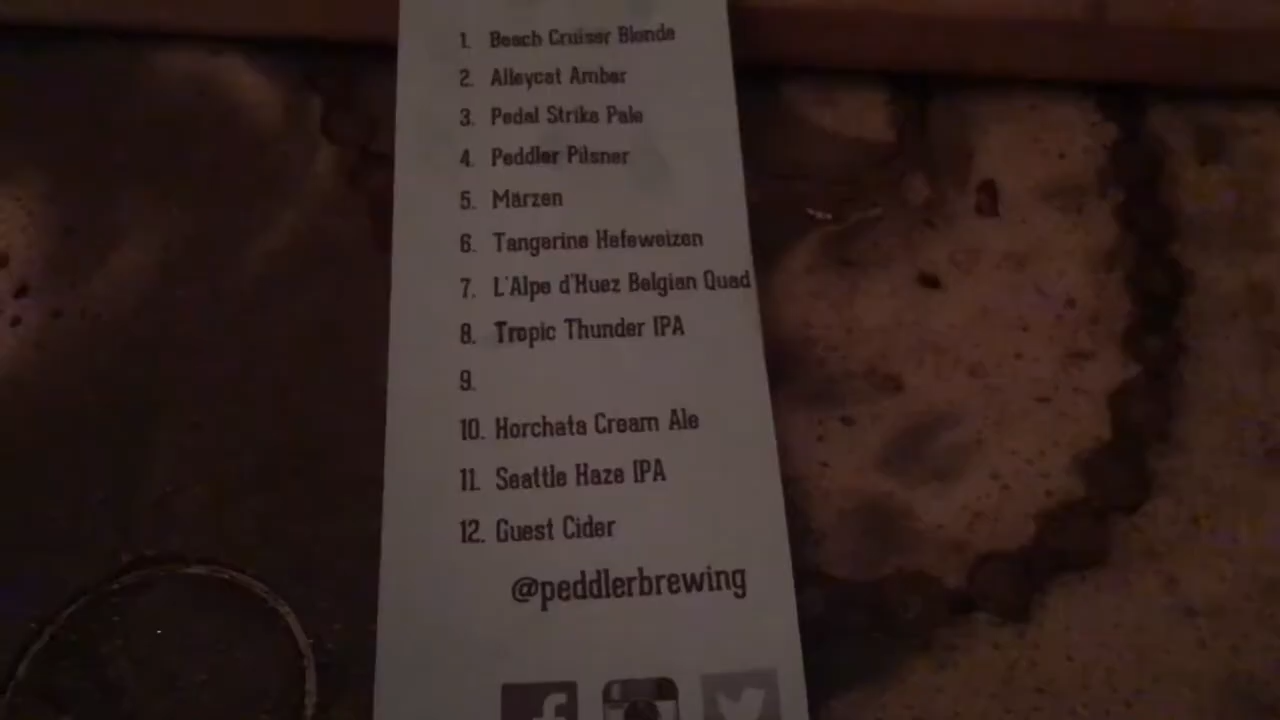 1. Beach Cruiser Blonde
2. Alleycat Amber
3. Pedal Strike Pale
4. Peddler Pilsner
5. Märzen
6. Tangerine Hefeweizen
7. L'Alpe d'Huez Belgian Quad
8. Tropic Thunder IPA
9.
10. Horchata Cream Ale
11. Seattle Haze IPA
12. Guest Cider
@peddlerbrewing